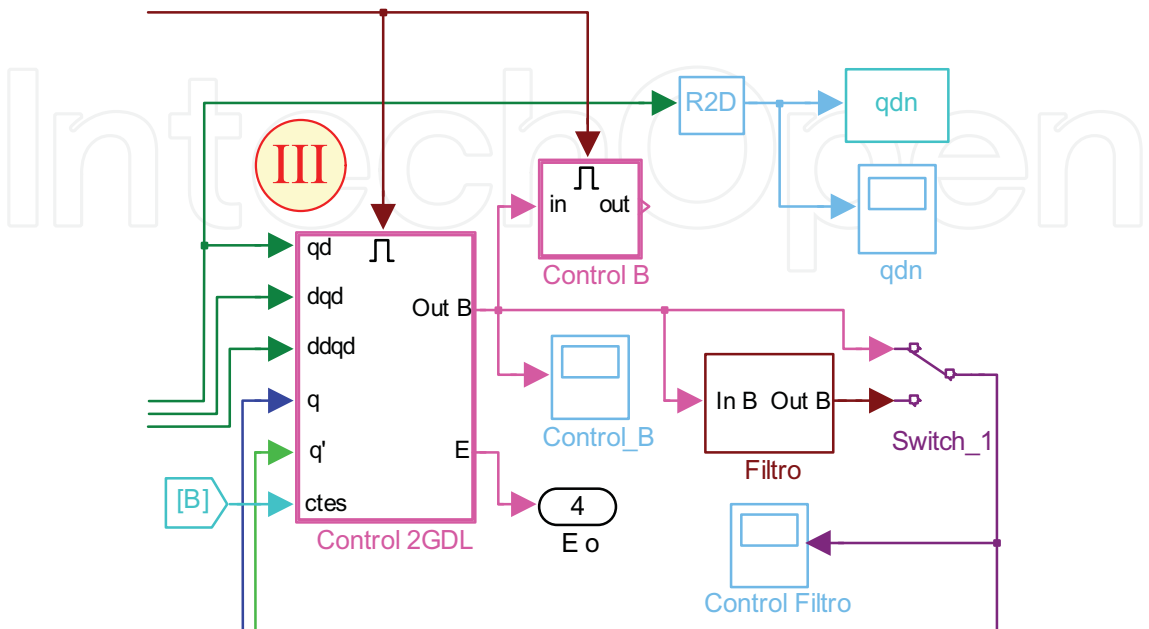 IntechOpen
R2D
qdn
III
in out
Control B
qdn
qd
dqd
ddqd
q
q'
ctes
Out B
E
Control 2GDL
[B]
Control_B
In B Out B
Filtro
Switch_1
4
E o
Control Filtro